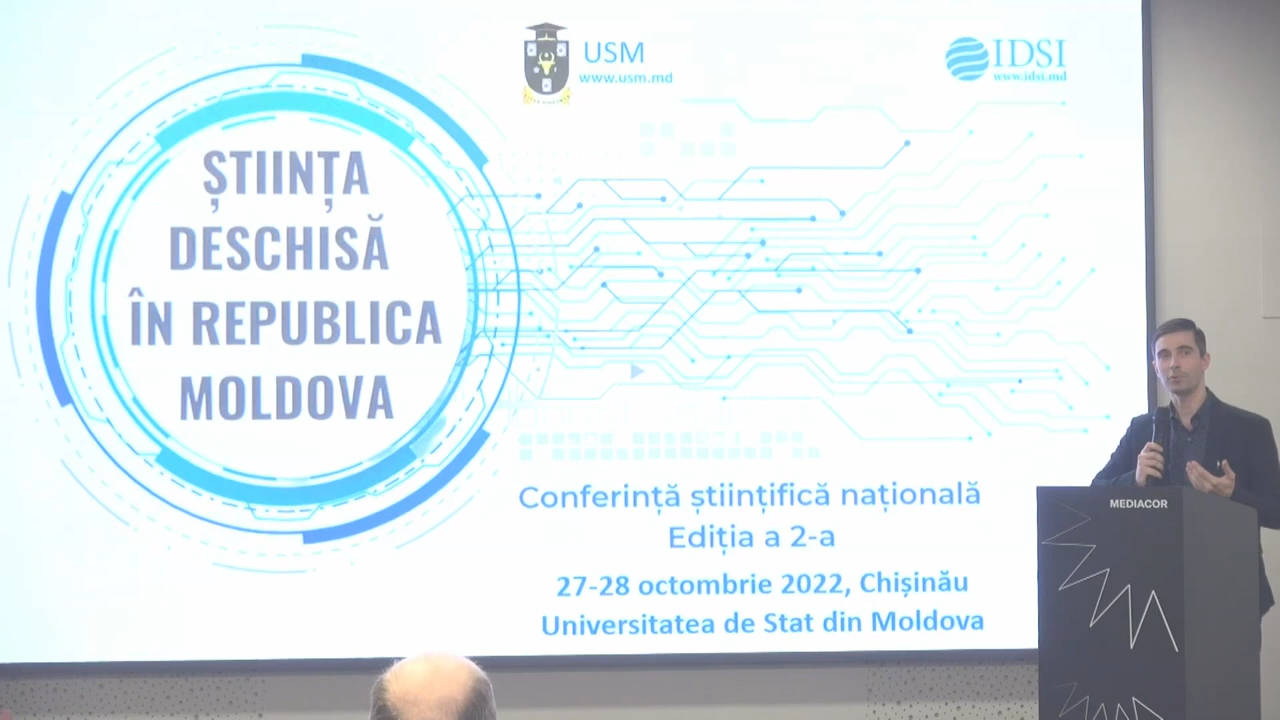 USM
www.usm.md
IDSI
www.idsi.md
ȘTIINȚA
DESCHISĂ
ÎN REPUBLICA
MOLDOVA
Conferință științifică națională
Ediția a 2-a
27-28 octombrie 2022, Chișinău
Universitatea de Stat din Moldova
MEDIACOR